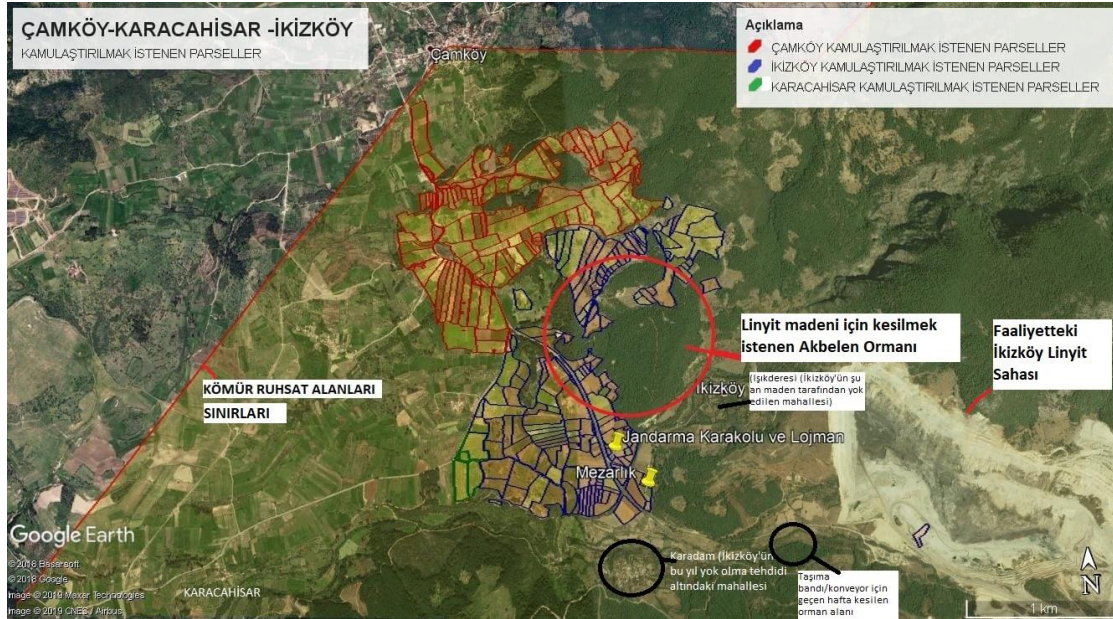 ÇAMKÖY-KARACAHİSAR -İKİZKÖY
KAMULAŞTIRILMAK İSTENEN PARSELLER
Açıklama
ÇAMKÖY KAMULAŞTIRILMAK İSTENEN PARSELLER
İKİZKÖY KAMULAŞTIRILMAK İSTENEN PARSELLER
KARACAHİSAR KAMULAŞTIRILMAK İSTENEN PARSELLER
Çamköy
Linyit madeni için kesilmek
istenen Akbelen Ormanı
Faaliyetteki
İkizköy Linyit
Sahası
KÖMÜR RUHSAT ALANLARI
SINIRLARI
İkizköy
(Işıkderesi (İkizköy'ün şu
an maden tarafından yok
edilen mahallesi)
Jandarma Karakolu ve Lojman
Mezarlık
Karadam (İkizköy'ün
bu yıl yok olma tehdidi
altındaki mahallesi
Taşıma
bandı/konveyor için
geçen hafta kesilen
orman alanı
KARACAHİSAR
Google Earth
© 2018 Basarsoft
© 2018 Google
Image © 2019 Maxar Technologies
Image © 2019 CNES / Airbus
N
1 km